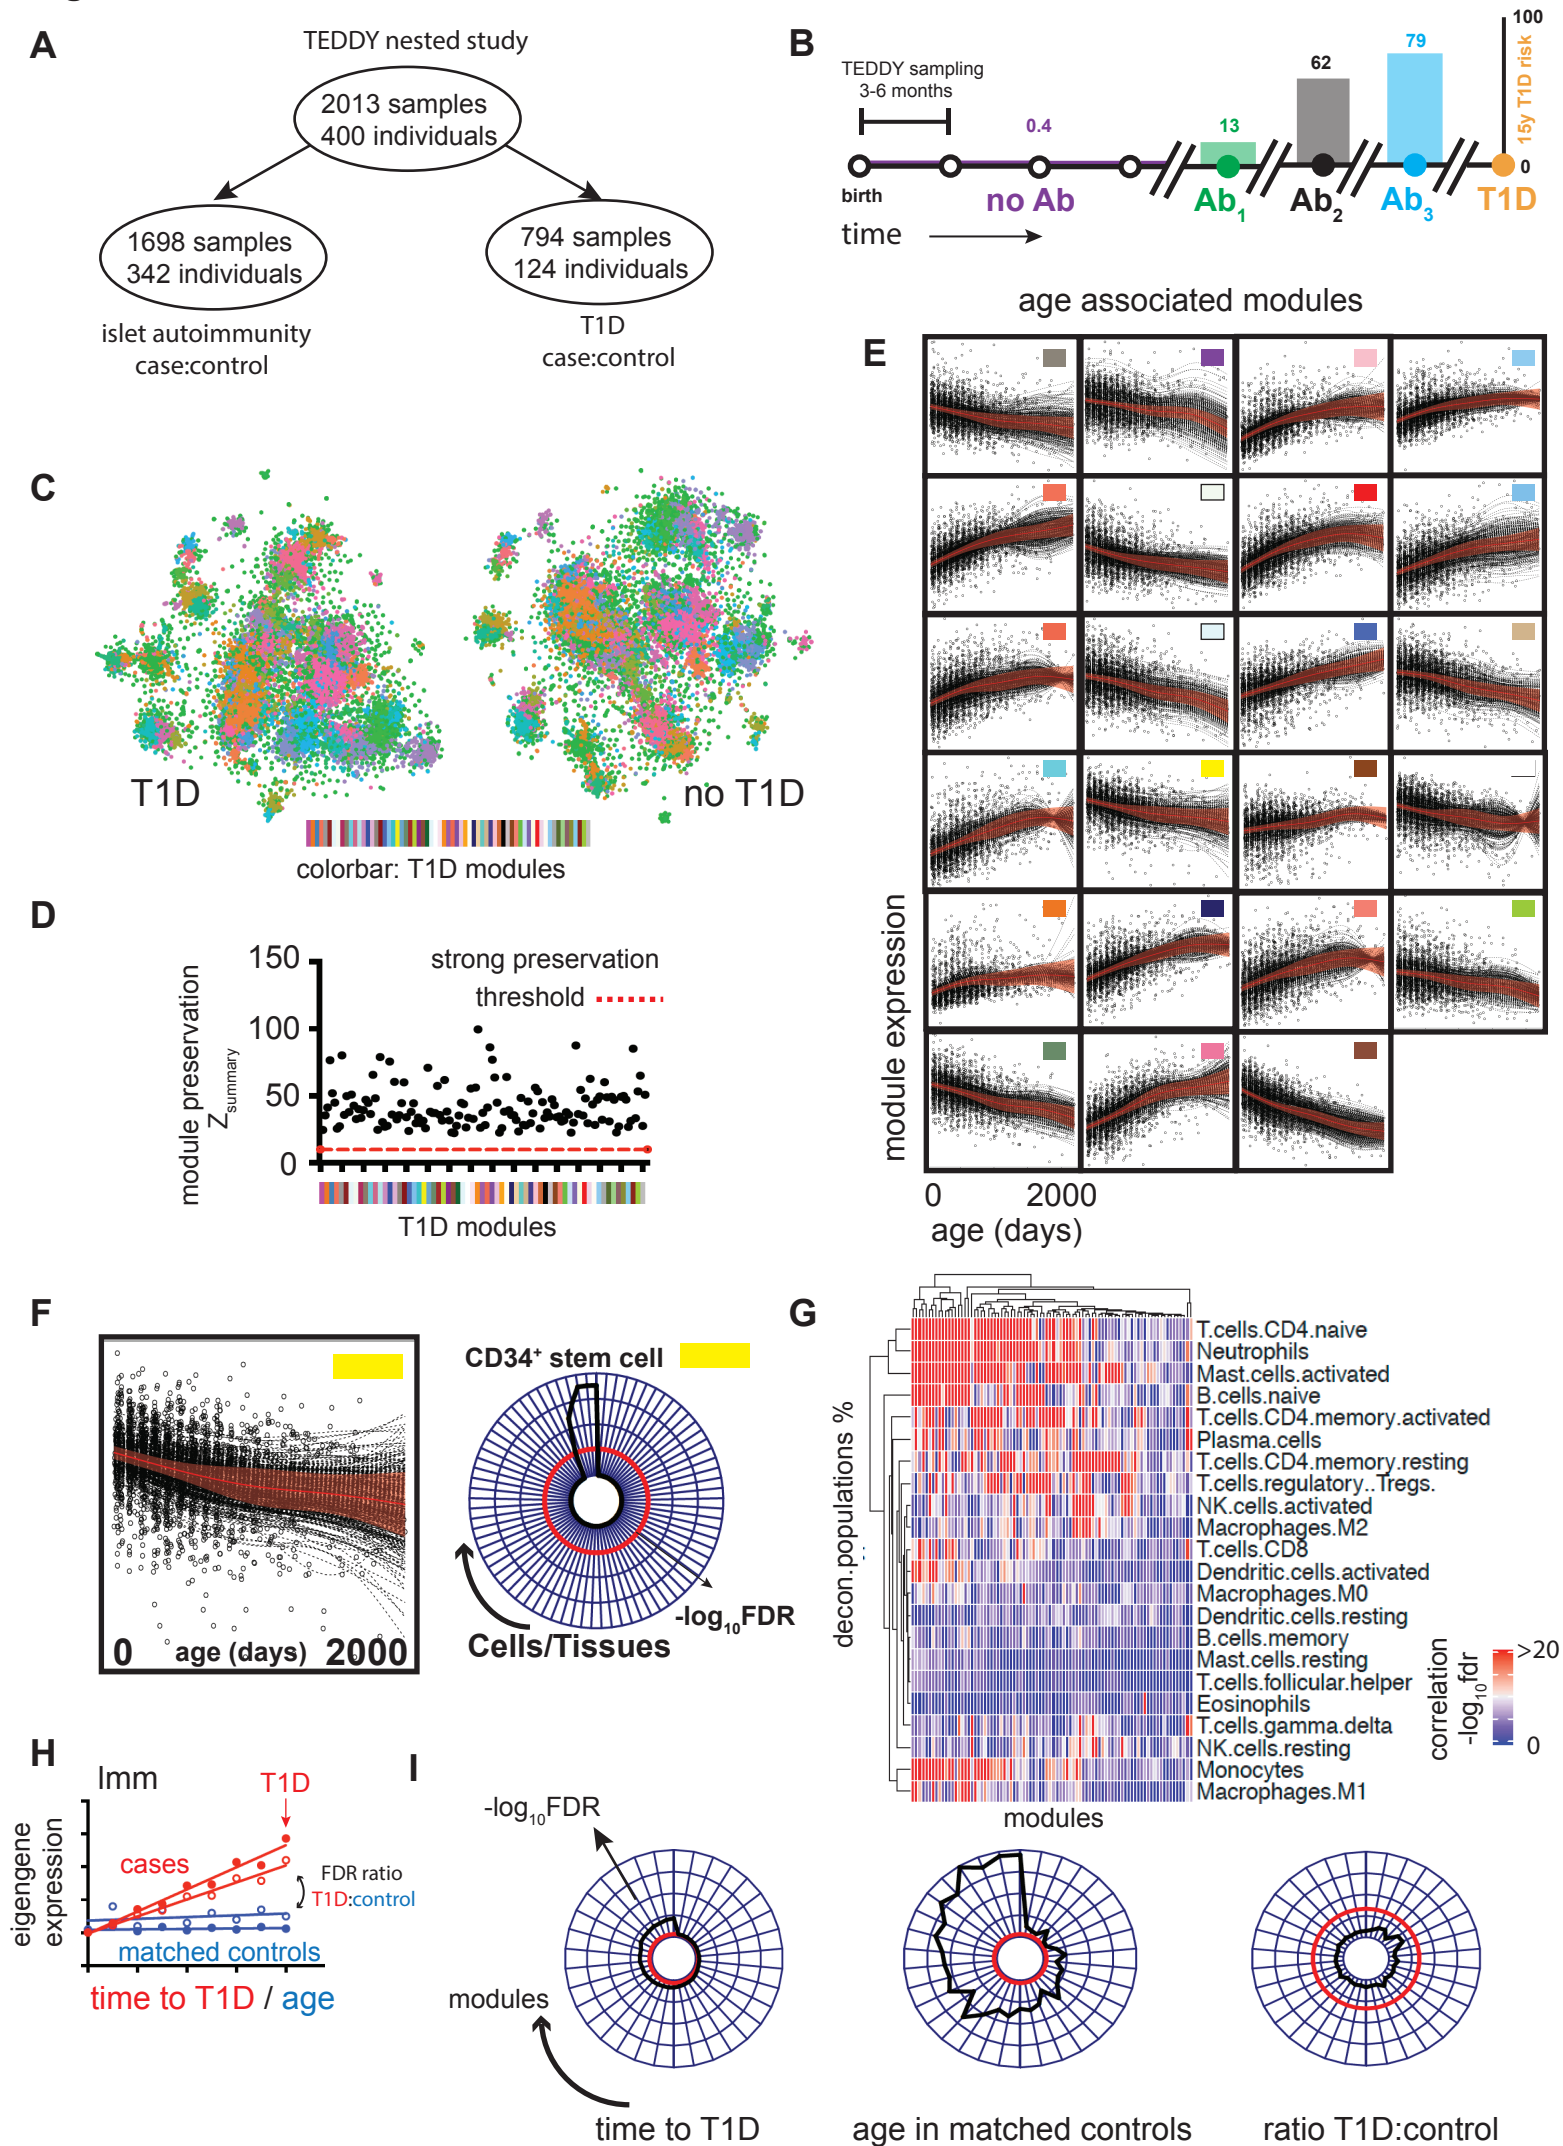 A
TEDDY nested study
2013 samples
400 individuals
1698 samples
342 individuals
794 samples
124 individuals
islet autoimmunity
case:control
T1D
case:control
B
TEDDY sampling
3-6 months
0.4
13
62
79
100
15y T1D risk
0
birth
no Ab
Ab1
Ab2
Ab3
T1D
time
C
T1D
no T1D
colorbar: T1D modules
D
150
100
50
0
module preservation
Zsummary
strong preservation
threshold
T1D modules
age associated modules
E
module expression
0
2000
age (days)
F
0
age (days)
2000
CD34+ stem cell
-log10FDR
Cells/Tissues
G
decon.populations %
T.cells.CD4.naive
Neutrophils
Mast.cells.activated
B.cells.naive
T.cells.CD4.memory.activated
Plasma.cells
T.cells.CD4.memory.resting
T.cells.regulatory..Tregs.
NK.cells.activated
Macrophages.M2
T.cells.CD8
Dendritic.cells.activated
Macrophages.M0
Dendritic.cells.resting
B.cells.memory
Mast.cells.resting
T.cells.follicular.helper
Eosinophils
T.cells.gamma.delta
NK.cells.resting
Monocytes
Macrophages.M1
modules
correlation
-log10fdr
>20
0
H
lmm
T1D
eigengene
expression
cases
FDR ratio
T1D:control
matched controls
time to T1D / age
I
-log10FDR
modules
time to T1D
age in matched controls
ratio T1D:control